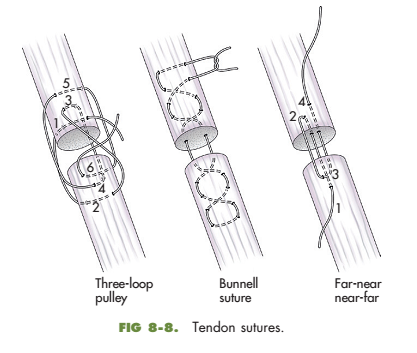 5
3
1
6
4
2
4
2
3
1
Three-loop
pulley
Bunnell
suture
Far-near
near-far
FIG 8-8. Tendon sutures.